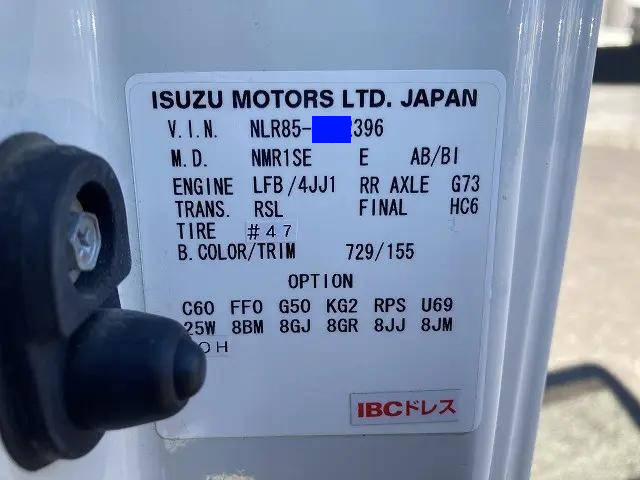 ISUZU MOTORS LTD. JAPAN
V.I.N. NLR85- 396
M.D. NMR1SE E AB/BI
ENGINE LFB/4JJ1 RR AXLE G73
TRANS. RSL FINAL HC6
TIRE #47
B.COLOR/TRIM 729/155
OPTION
C60 FF0 G50 KG2 RPS U69
25W 8BM 8GJ 8GR 8JJ 8JM
IBCドレス